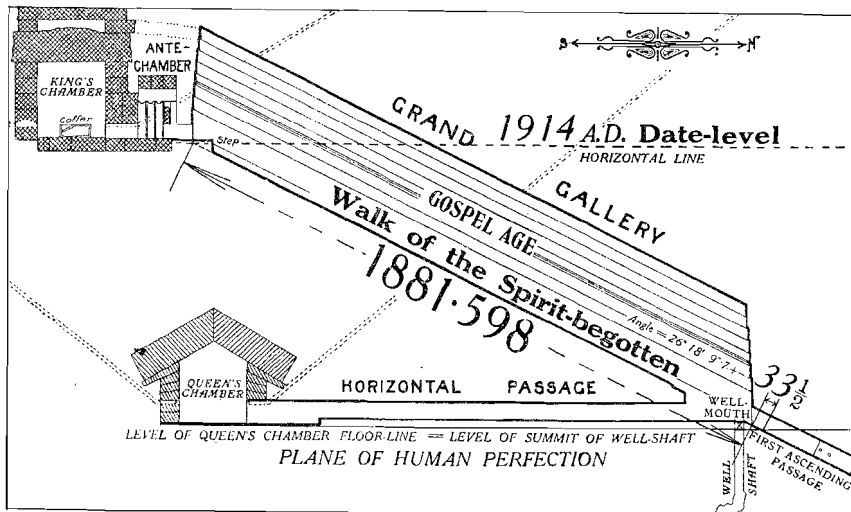 S N
ANTE-
CHAMBER
KING'S
CHAMBER
Coffer
Step
GRAND GALLERY
1914 A.D. Date-level
HORIZONTAL LINE
GOSPEL AGE
Walk of the Spirit-begotten
1881·598
Angle = 26° 18′ 9″·7+
33½
QUEEN'S
CHAMBER
HORIZONTAL PASSAGE
WELL-
MOUTH
LEVEL OF QUEEN'S CHAMBER FLOOR-LINE = LEVEL OF SUMMIT OF WELL-SHAFT
PLANE OF HUMAN PERFECTION
FIRST ASCENDING
PASSAGE
WELL
SHAFT